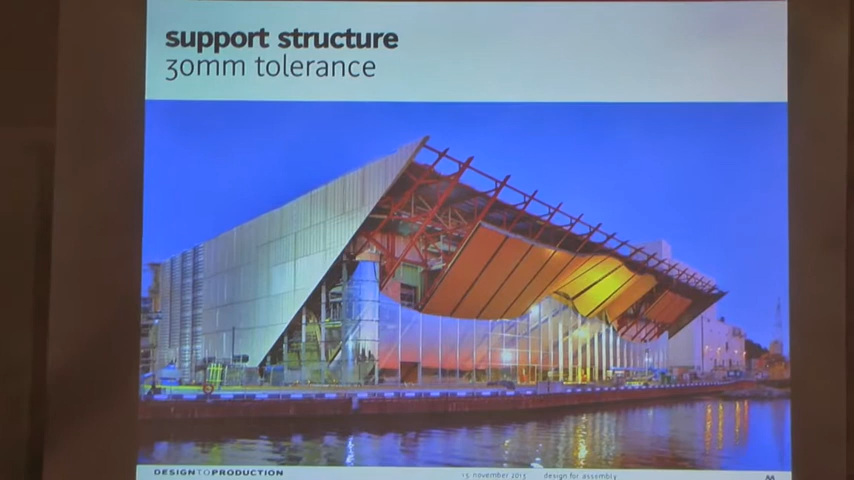 support structure
30mm tolerance
DESIGNTOPRODUCTION
15. november 2013 design for assembly